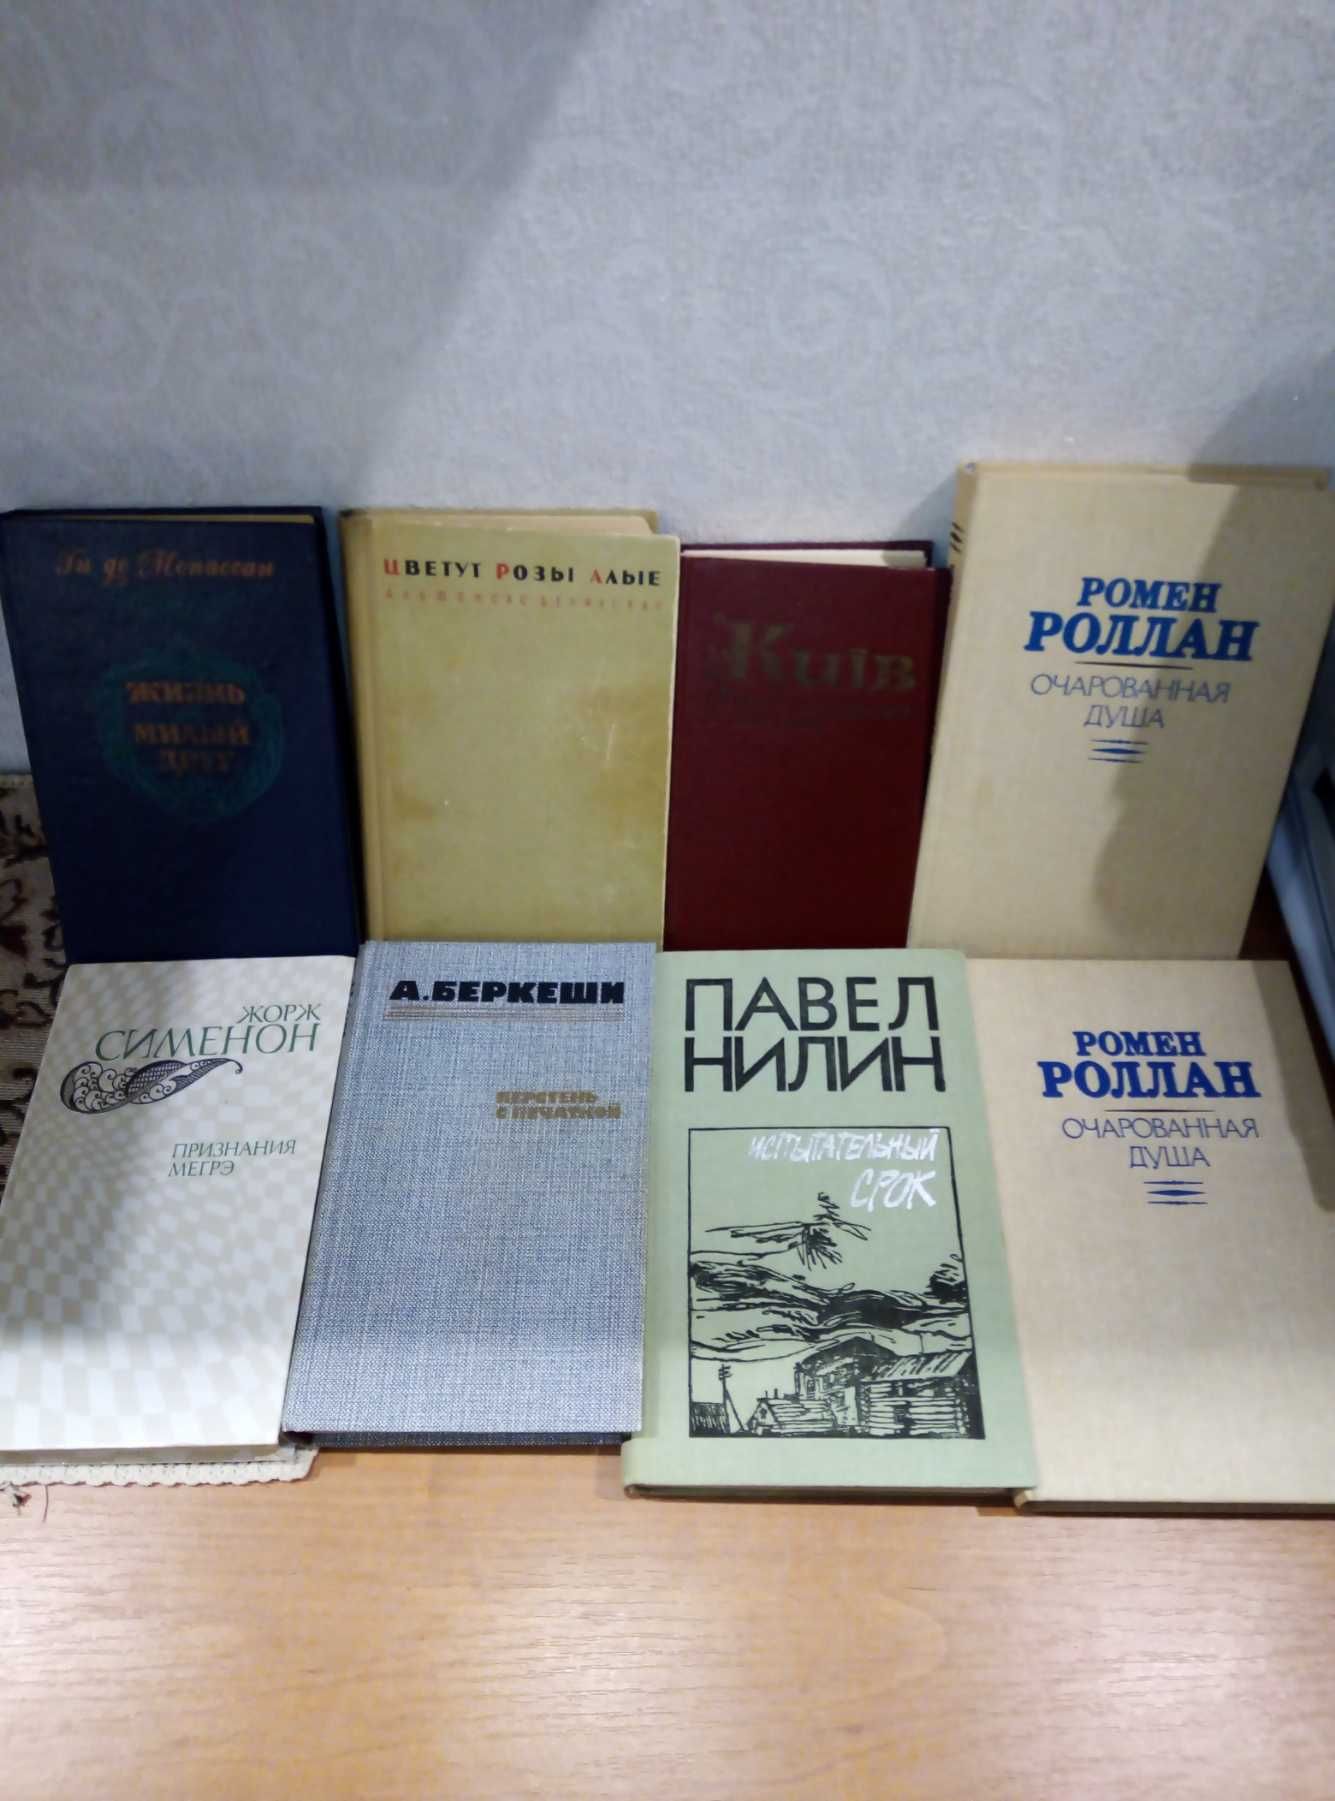 Ги де Мопассан
ЖИЗНЬ
МИЛЫЙ
ДРУГ
ЦВЕТУТ РОЗЫ АЛЫЕ
Київ
РОМЕН
РОЛЛАН
ОЧАРОВАННАЯ
ДУША
ЖОРЖ
СИМЕНОН
ПРИЗНАНИЯ
МЕГРЭ
А.БЕРКЕШИ
ПЕРСТЕНЬ
С ПЕЧАТКОЙ
ПАВЕЛ
НИЛИН
ИСПЫТАТЕЛЬНЫЙ
СРОК
РОМЕН
РОЛЛАН
ОЧАРОВАННАЯ
ДУША